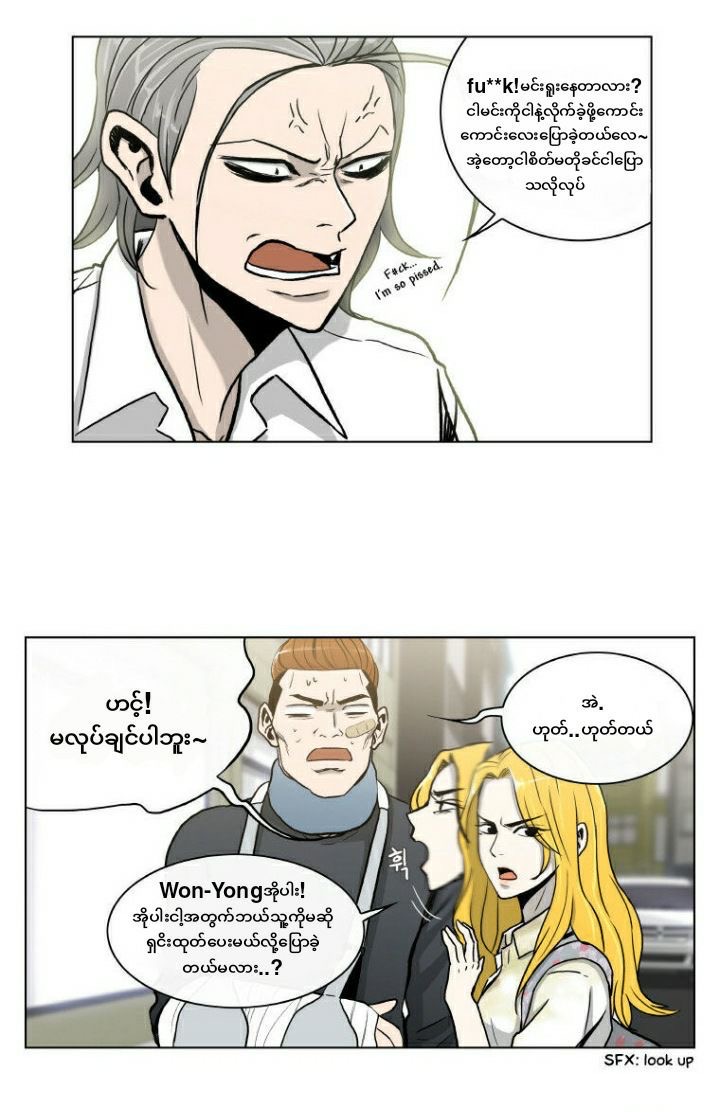 fu**k!မင်းရူးနေတာလား?
ငါမင်းကိုငါနဲ့လိုက်ခဲ့ဖို့ကောင်း
ကောင်းလေးပြောခဲ့တယ်လေ~
အဲ့တော့ငါစိတ်မတိုခင်ငါပြော
သလိုလုပ်
Fuck...
I'm so pissed.
ဟင့်!
မလုပ်ချင်ပါဘူး~
အဲ.
ဟုတ်..ဟုတ်တယ်
휙
Won-Yongအိုပါး!
အိုပါးငါ့အတွက်ဘယ်သူ့ကိုမဆို
ရှင်းထုတ်ပေးမယ်လို့ပြောခဲ့
တယ်မလား..?
SFX: look up